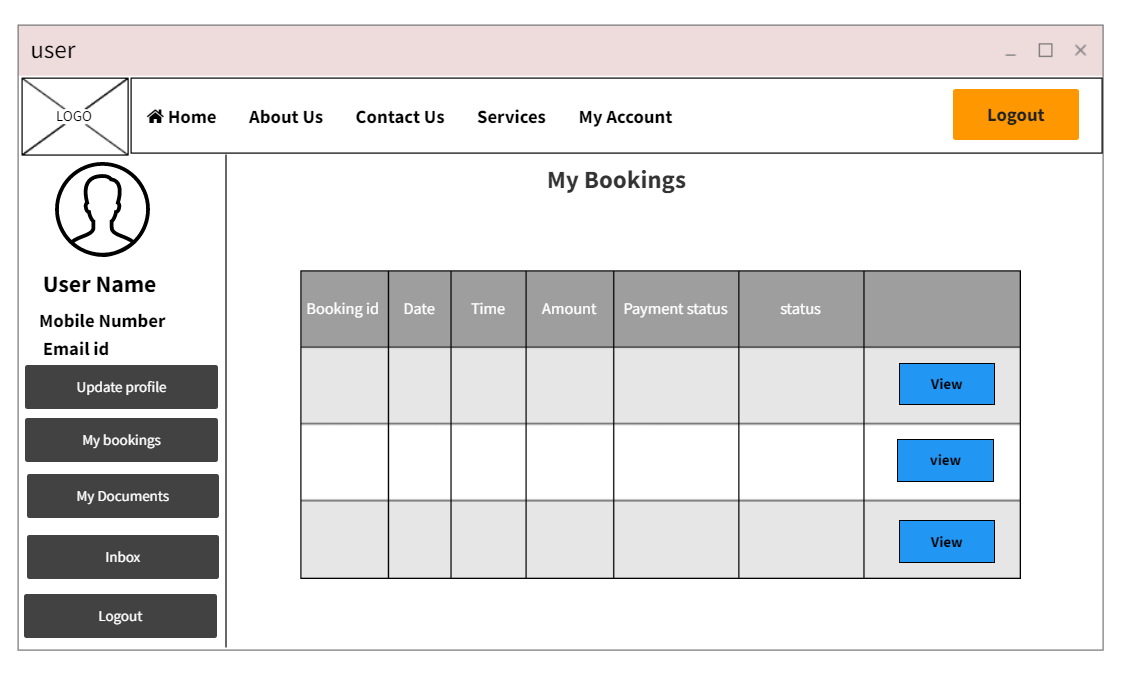 user
LOGO
Home About Us Contact Us Services My Account Logout
User Name
Mobile Number
Email id
Update profile
My bookings
My Documents
Inbox
Logout
My Bookings
Booking id Date Time Amount Payment status status
View
view
View